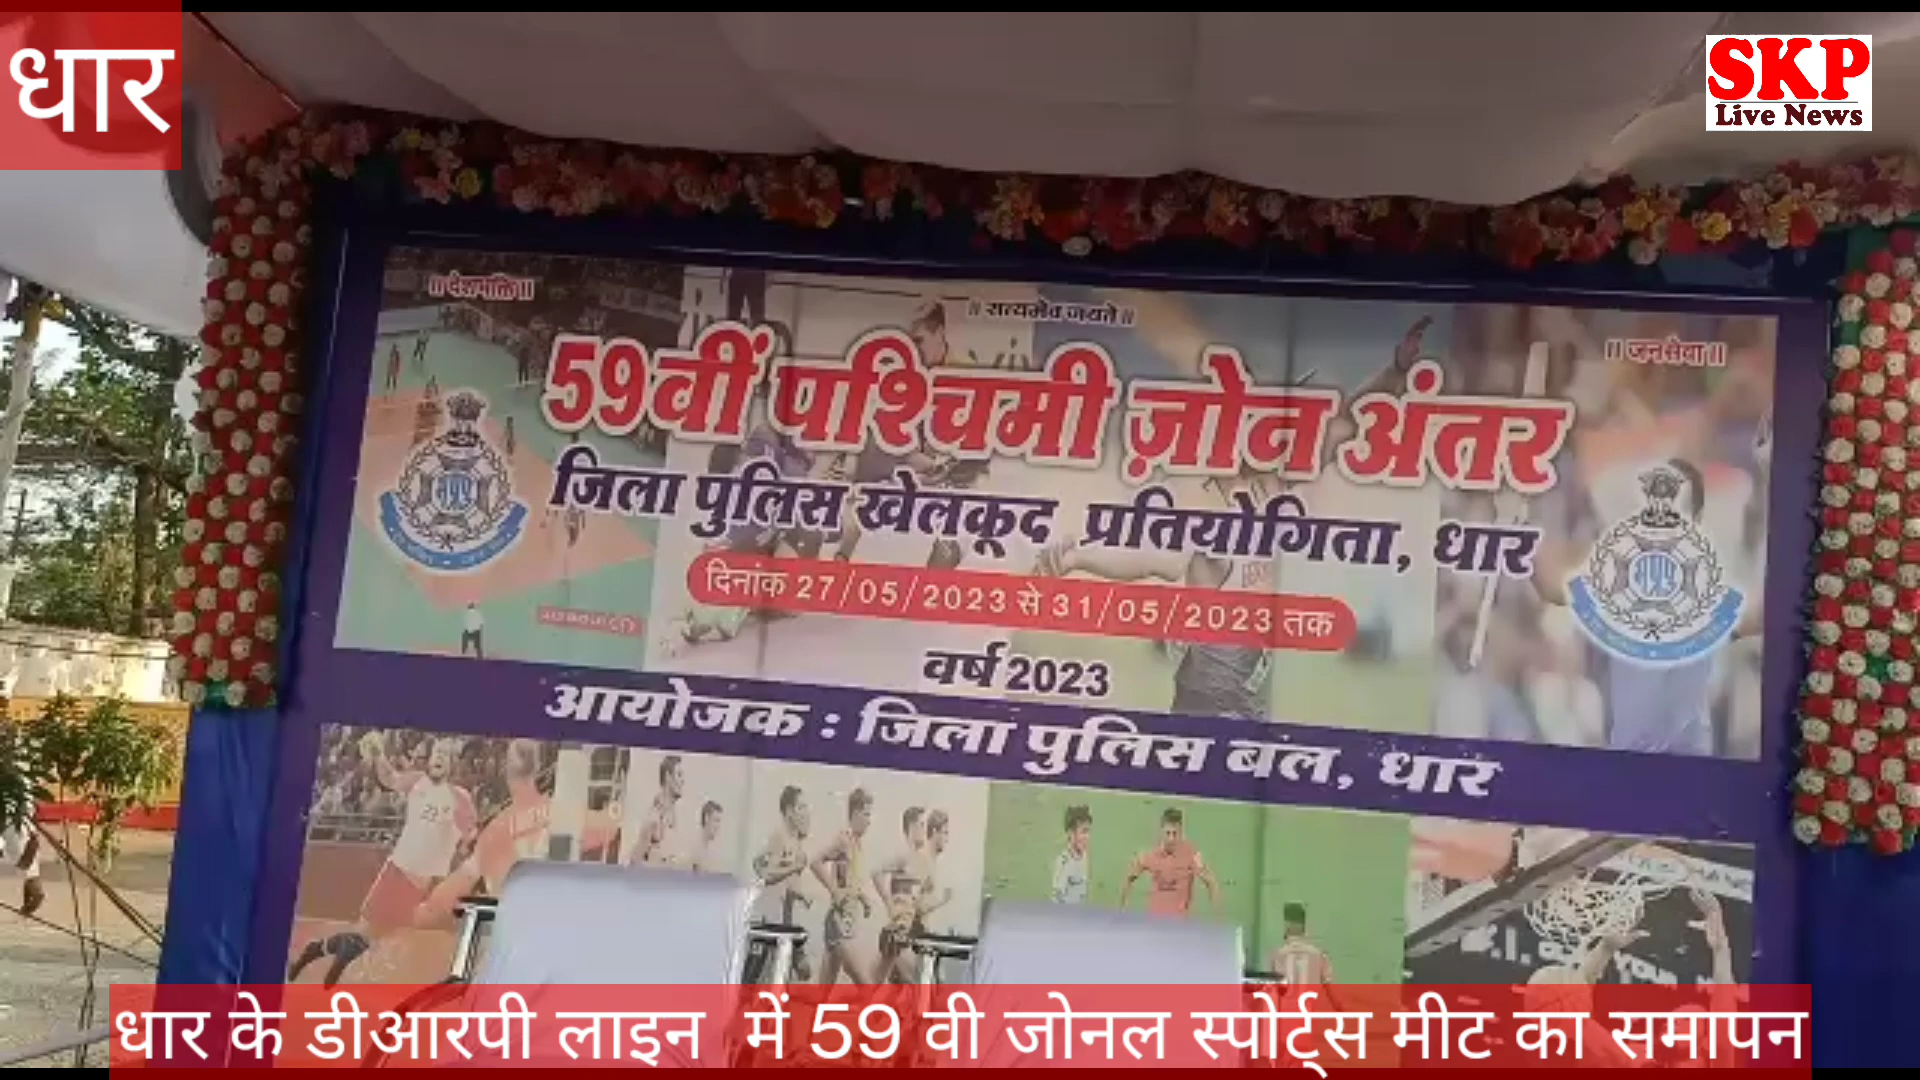 धार
SKP
Live News
॥ देशभक्ति ॥
॥ सत्यमेव जयते ॥
॥ जनसेवा ॥
59वीं पश्चिमी ज़ोन अंतर
जिला पुलिस खेलकूद प्रतियोगिता, धार
दिनांक 27/05/2023 से 31/05/2023 तक
वर्ष 2023
आयोजक : जिला पुलिस बल, धार
धार के डीआरपी लाइन में 59 वी जोनल स्पोर्ट्स मीट का समापन